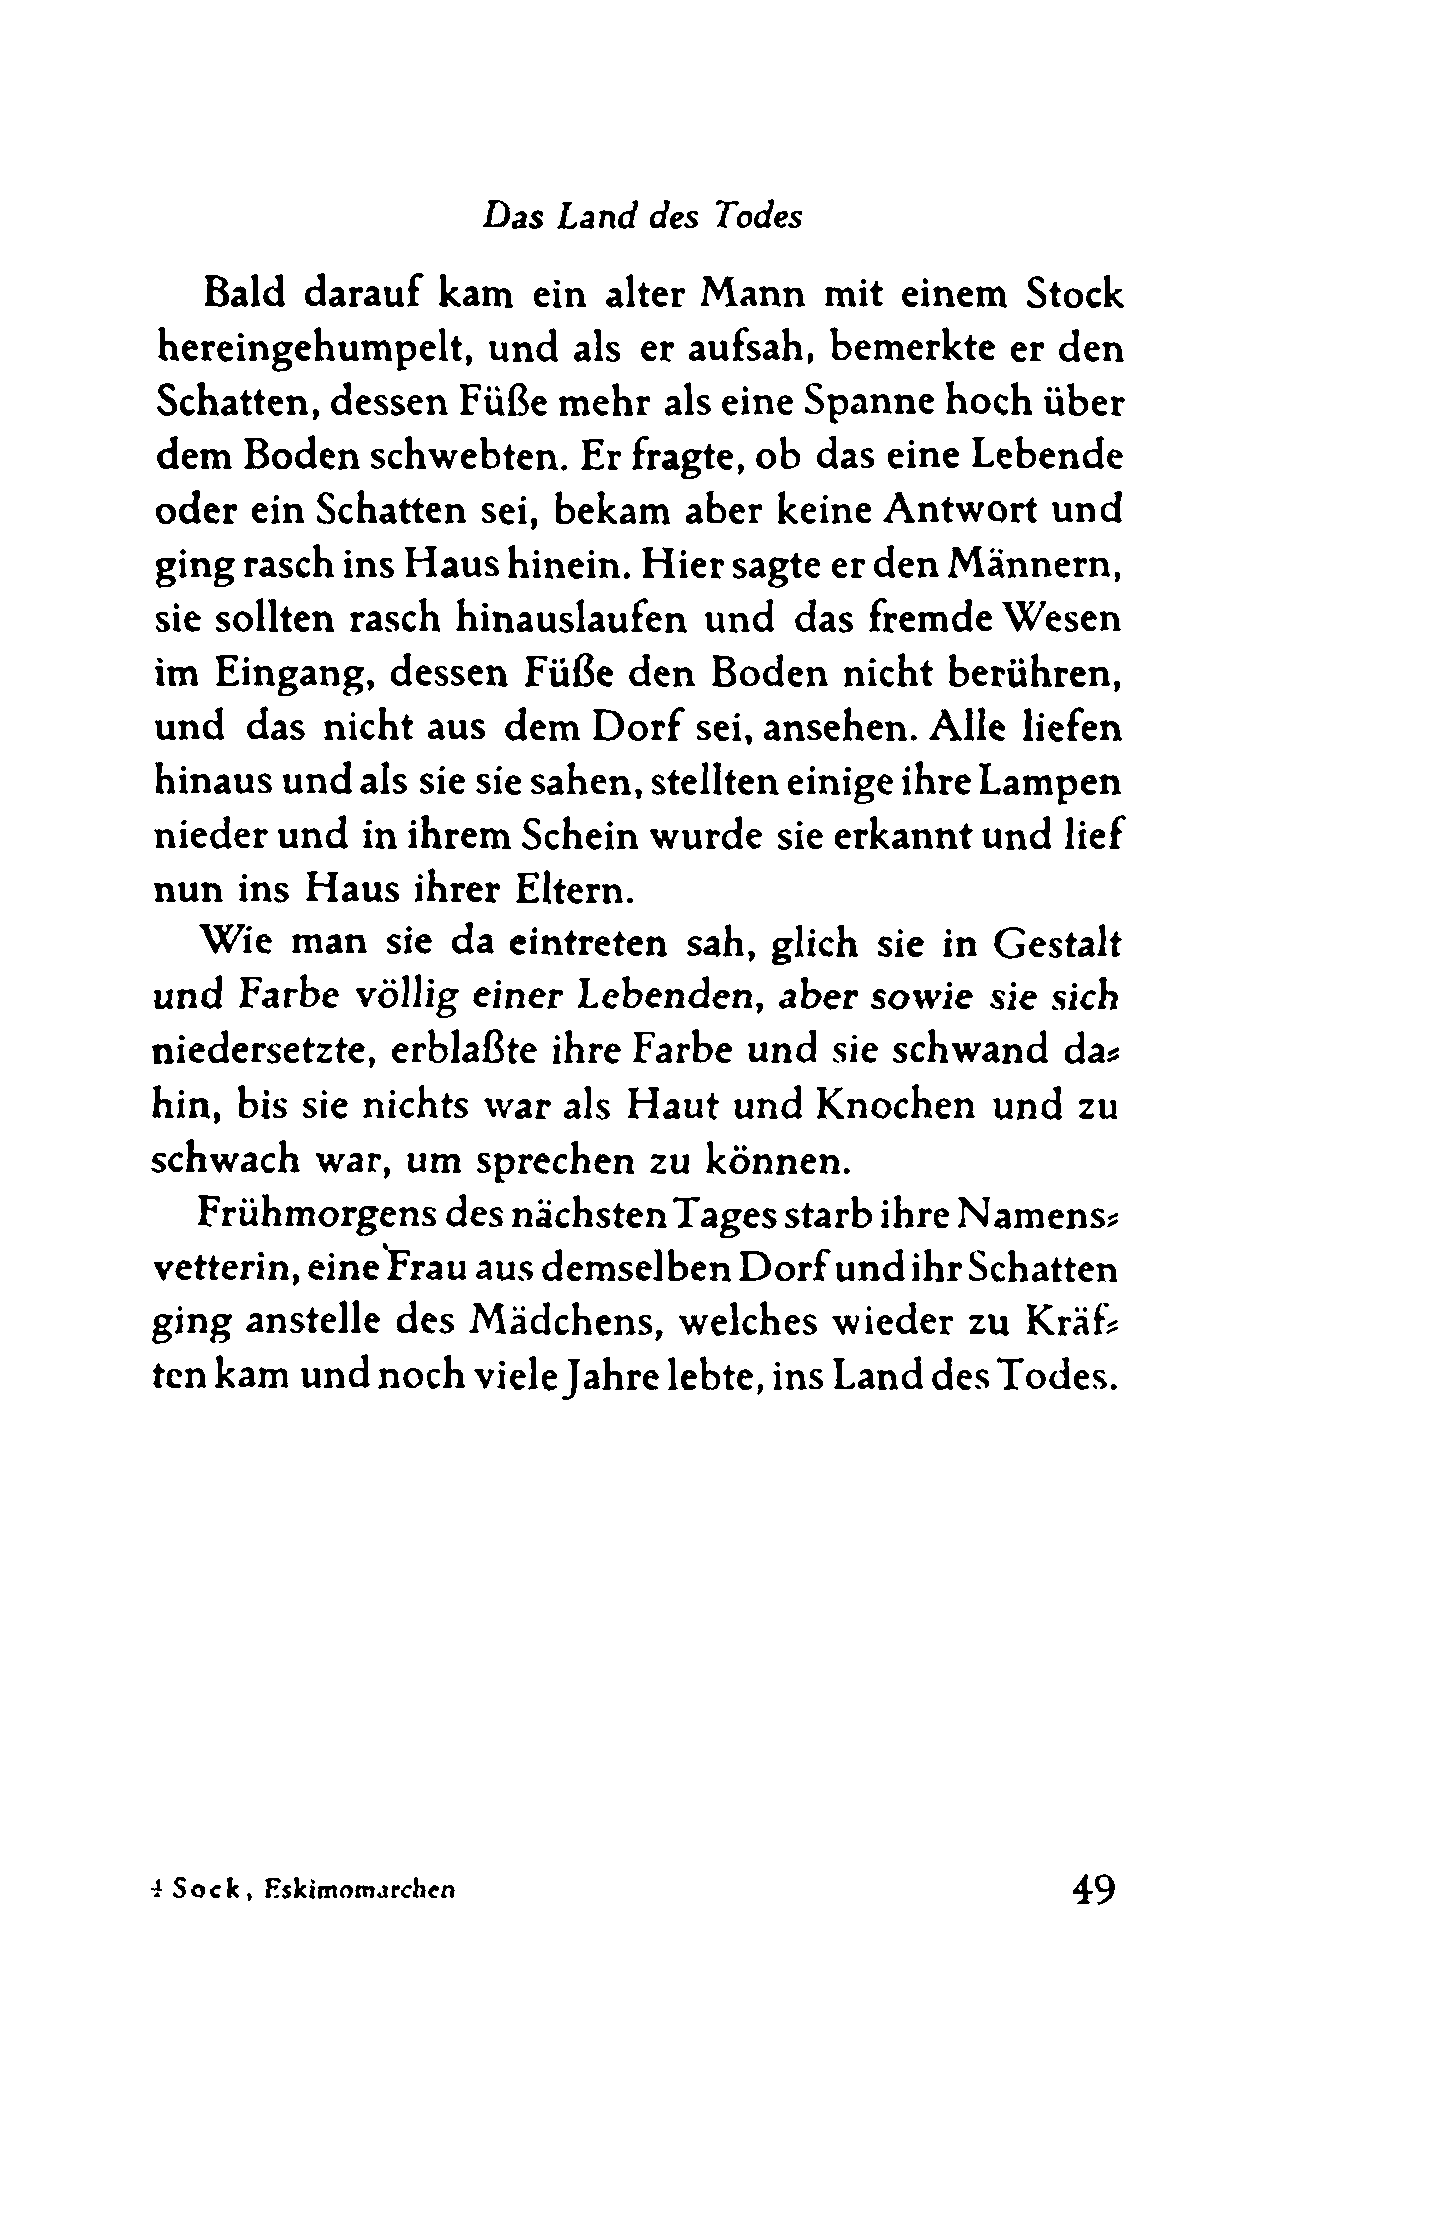 Das Land des Todes
Bald darauf kam ein alter Mann mit einem Stock
hereingehumpelt, und als er aufsah, bemerkte er den
Schatten, dessen Füße mehr als eine Spanne hoch über
dem Boden schwebten. Er fragte, ob das eine Lebende
oder ein Schatten sei, bekam aber keine Antwort und
ging rasch ins Haus hinein. Hier sagte er den Männern,
sie sollten rasch hinauslaufen und das fremde Wesen
im Eingang, dessen Füße den Boden nicht berühren,
und das nicht aus dem Dorf sei, ansehen. Alle liefen
hinaus und als sie sie sahen, stellten einige ihre Lampen
nieder und in ihrem Schein wurde sie erkannt und lief
nun ins Haus ihrer Eltern.
Wie man sie da eintreten sah, glich sie in Gestalt
und Farbe völlig einer Lebenden, aber sowie sie sich
niedersetzte, erblaßte ihre Farbe und sie schwand da⸗
hin, bis sie nichts war als Haut und Knochen und zu
schwach war, um sprechen zu können.
Frühmorgens des nächsten Tages starb ihre Namens⸗
vetterin, eine Frau aus demselben Dorf und ihr Schatten
ging anstelle des Mädchens, welches wieder zu Kräf⸗
ten kam und noch viele Jahre lebte, ins Land des Todes.
4 Sock, Eskimomärchen
49